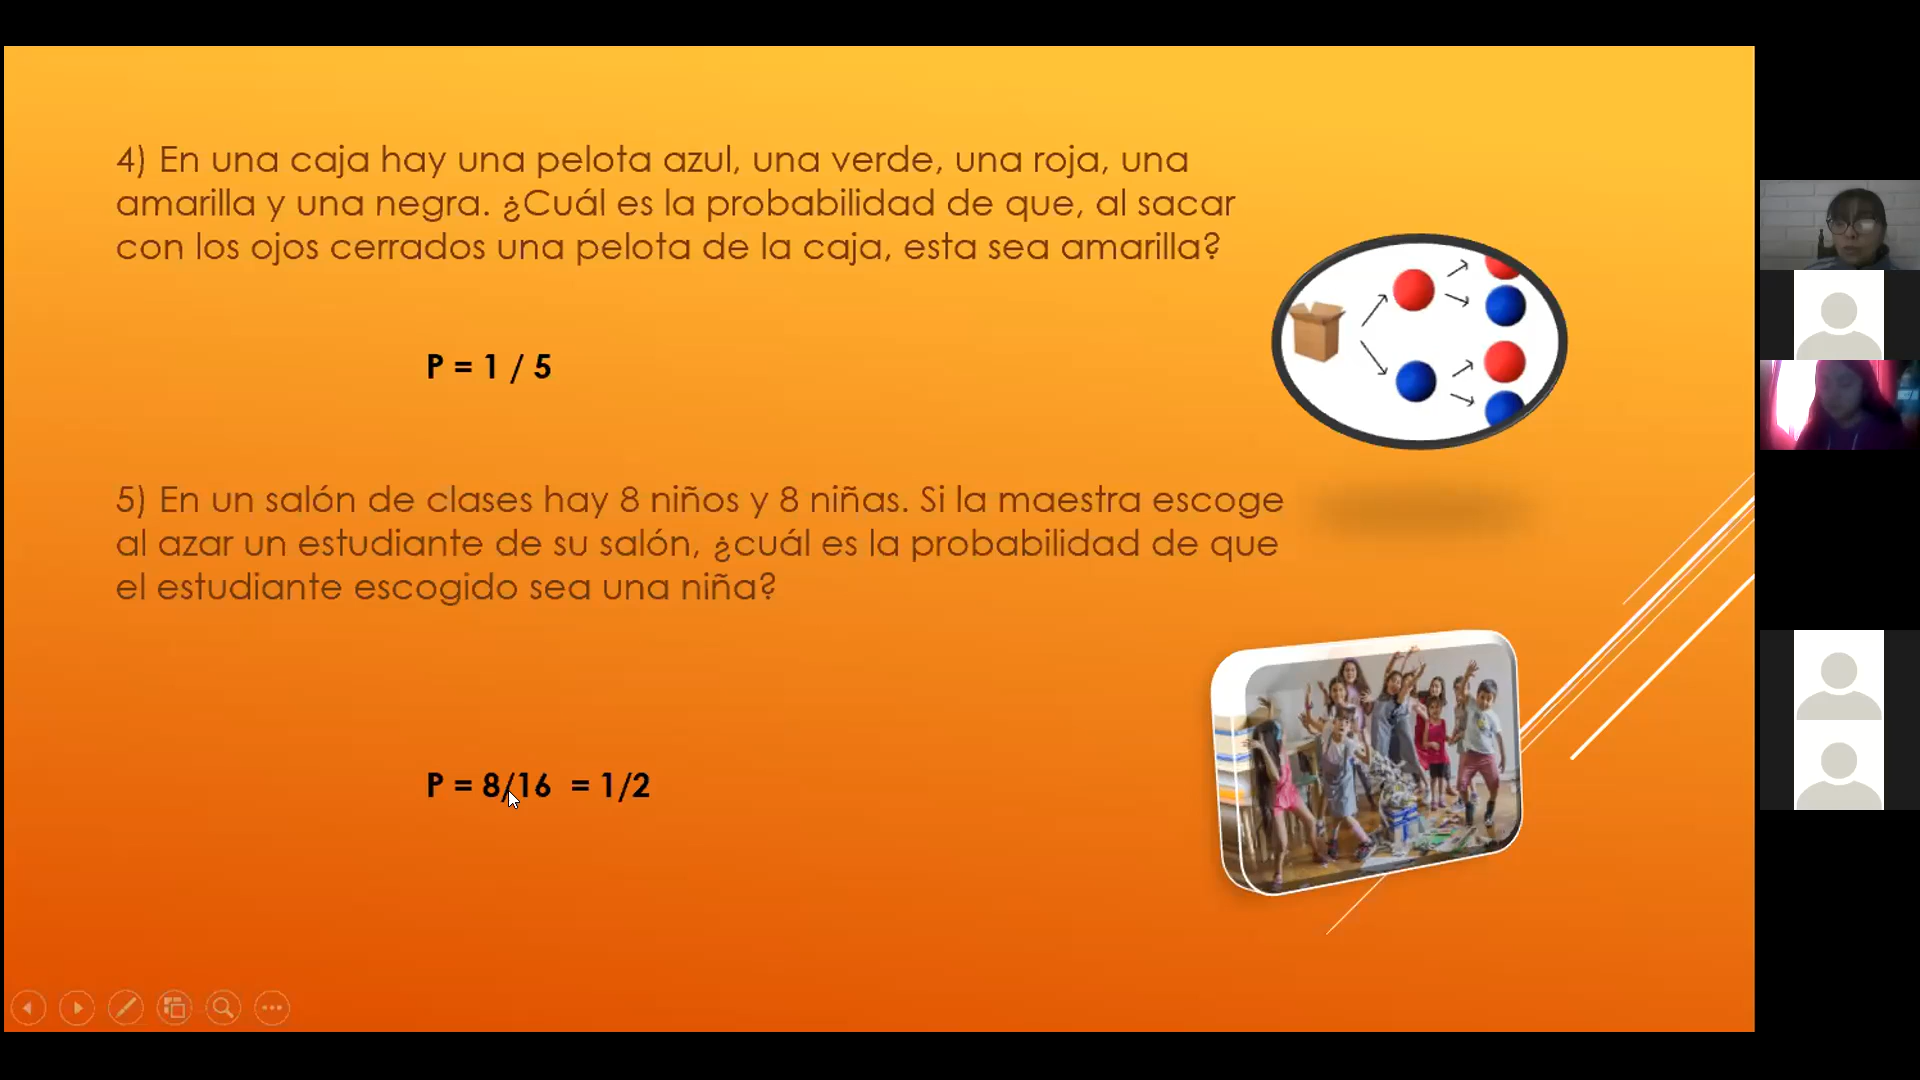 4) En una caja hay una pelota azul, una verde, una roja, una
amarilla y una negra. ¿Cuál es la probabilidad de que, al sacar
con los ojos cerrados una pelota de la caja, esta sea amarilla?
P = 1 / 5
5) En un salón de clases hay 8 niños y 8 niñas. Si la maestra escoge
al azar un estudiante de su salón, ¿cuál es la probabilidad de que
el estudiante escogido sea una niña?
P = 8/16 = 1/2